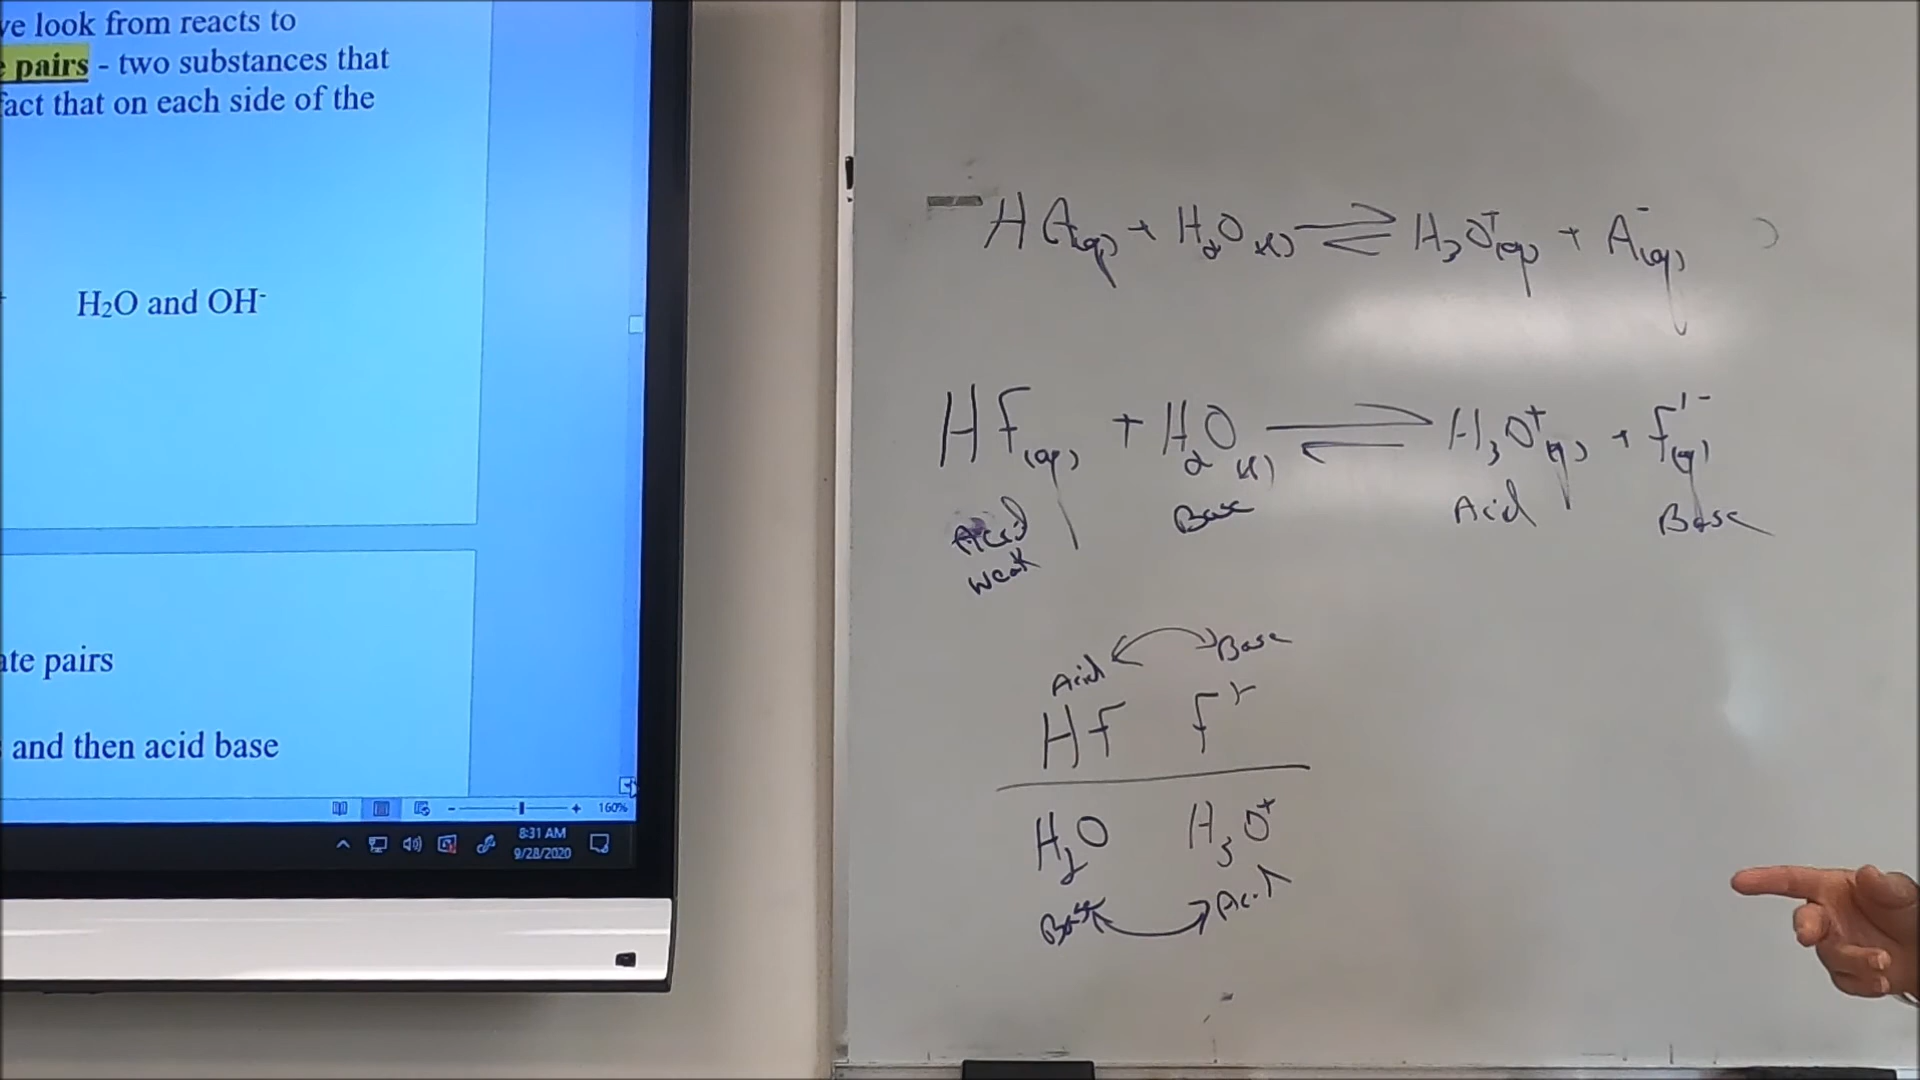 ve look from reacts to
pairs - two substances that
fact that on each side of the
H₂O and OH⁻
ate pairs
and then acid base
160%
8:31 AM
9/28/2020
HA(aq) + H₂O(l) ⇌ H₃O⁺(aq) + A⁻(aq)
HF(aq) + H₂O(l) ⇌ H₃O⁺(aq) + F¹⁻(aq)
Acid Base Acid Base
weak
Acid Base
HF F¹⁻
H₂O H₃O⁺
Base Acid